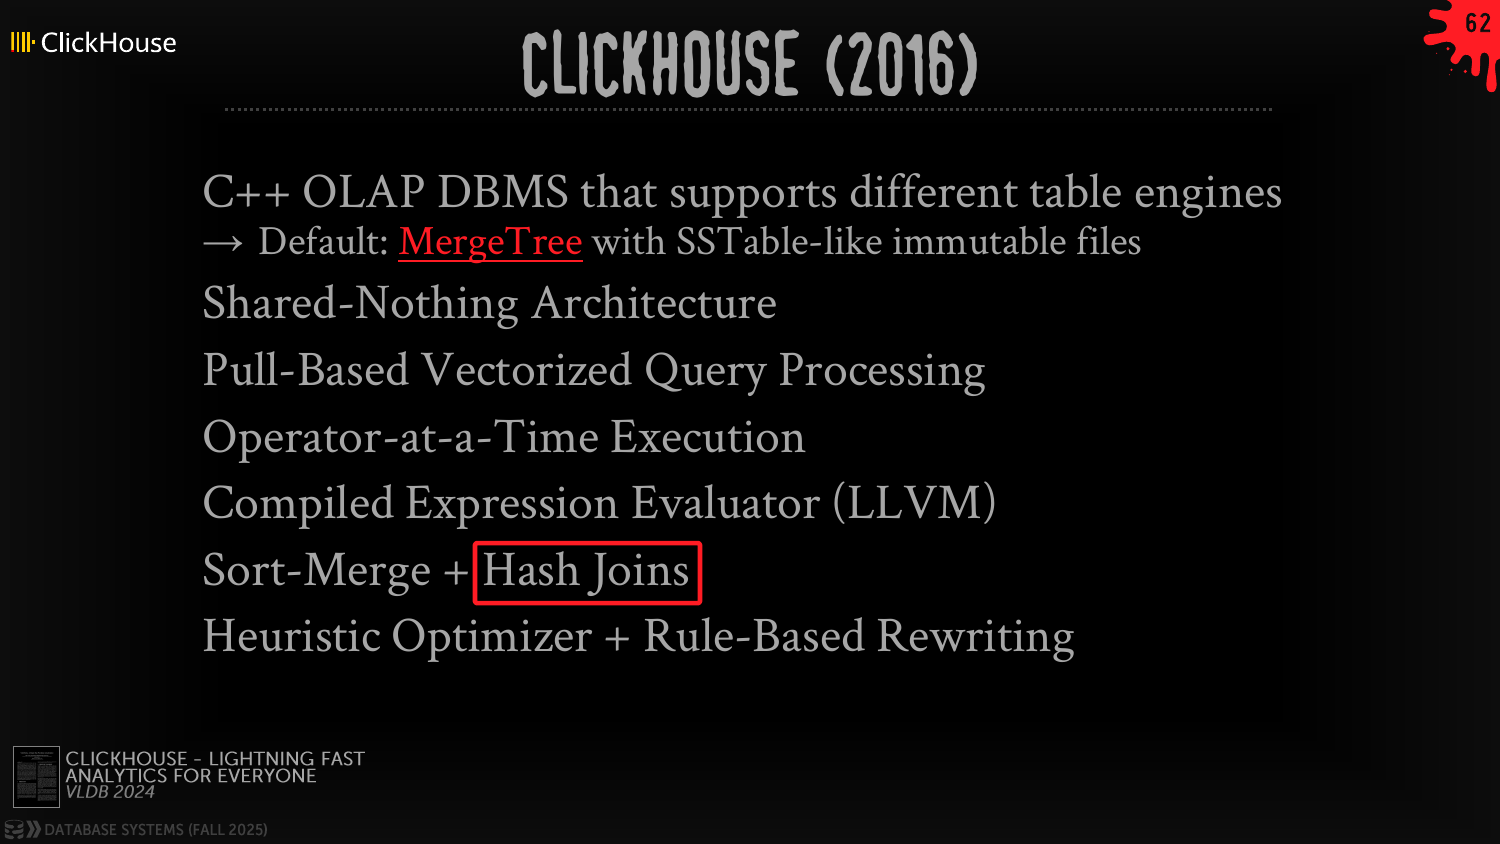 ClickHouse
CLICKHOUSE (2016)
62
C++ OLAP DBMS that supports different table engines
→ Default: MergeTree with SSTable-like immutable files
Shared-Nothing Architecture
Pull-Based Vectorized Query Processing
Operator-at-a-Time Execution
Compiled Expression Evaluator (LLVM)
Sort-Merge + Hash Joins
Heuristic Optimizer + Rule-Based Rewriting
CLICKHOUSE - LIGHTNING FAST
ANALYTICS FOR EVERYONE
VLDB 2024
DATABASE SYSTEMS (FALL 2025)